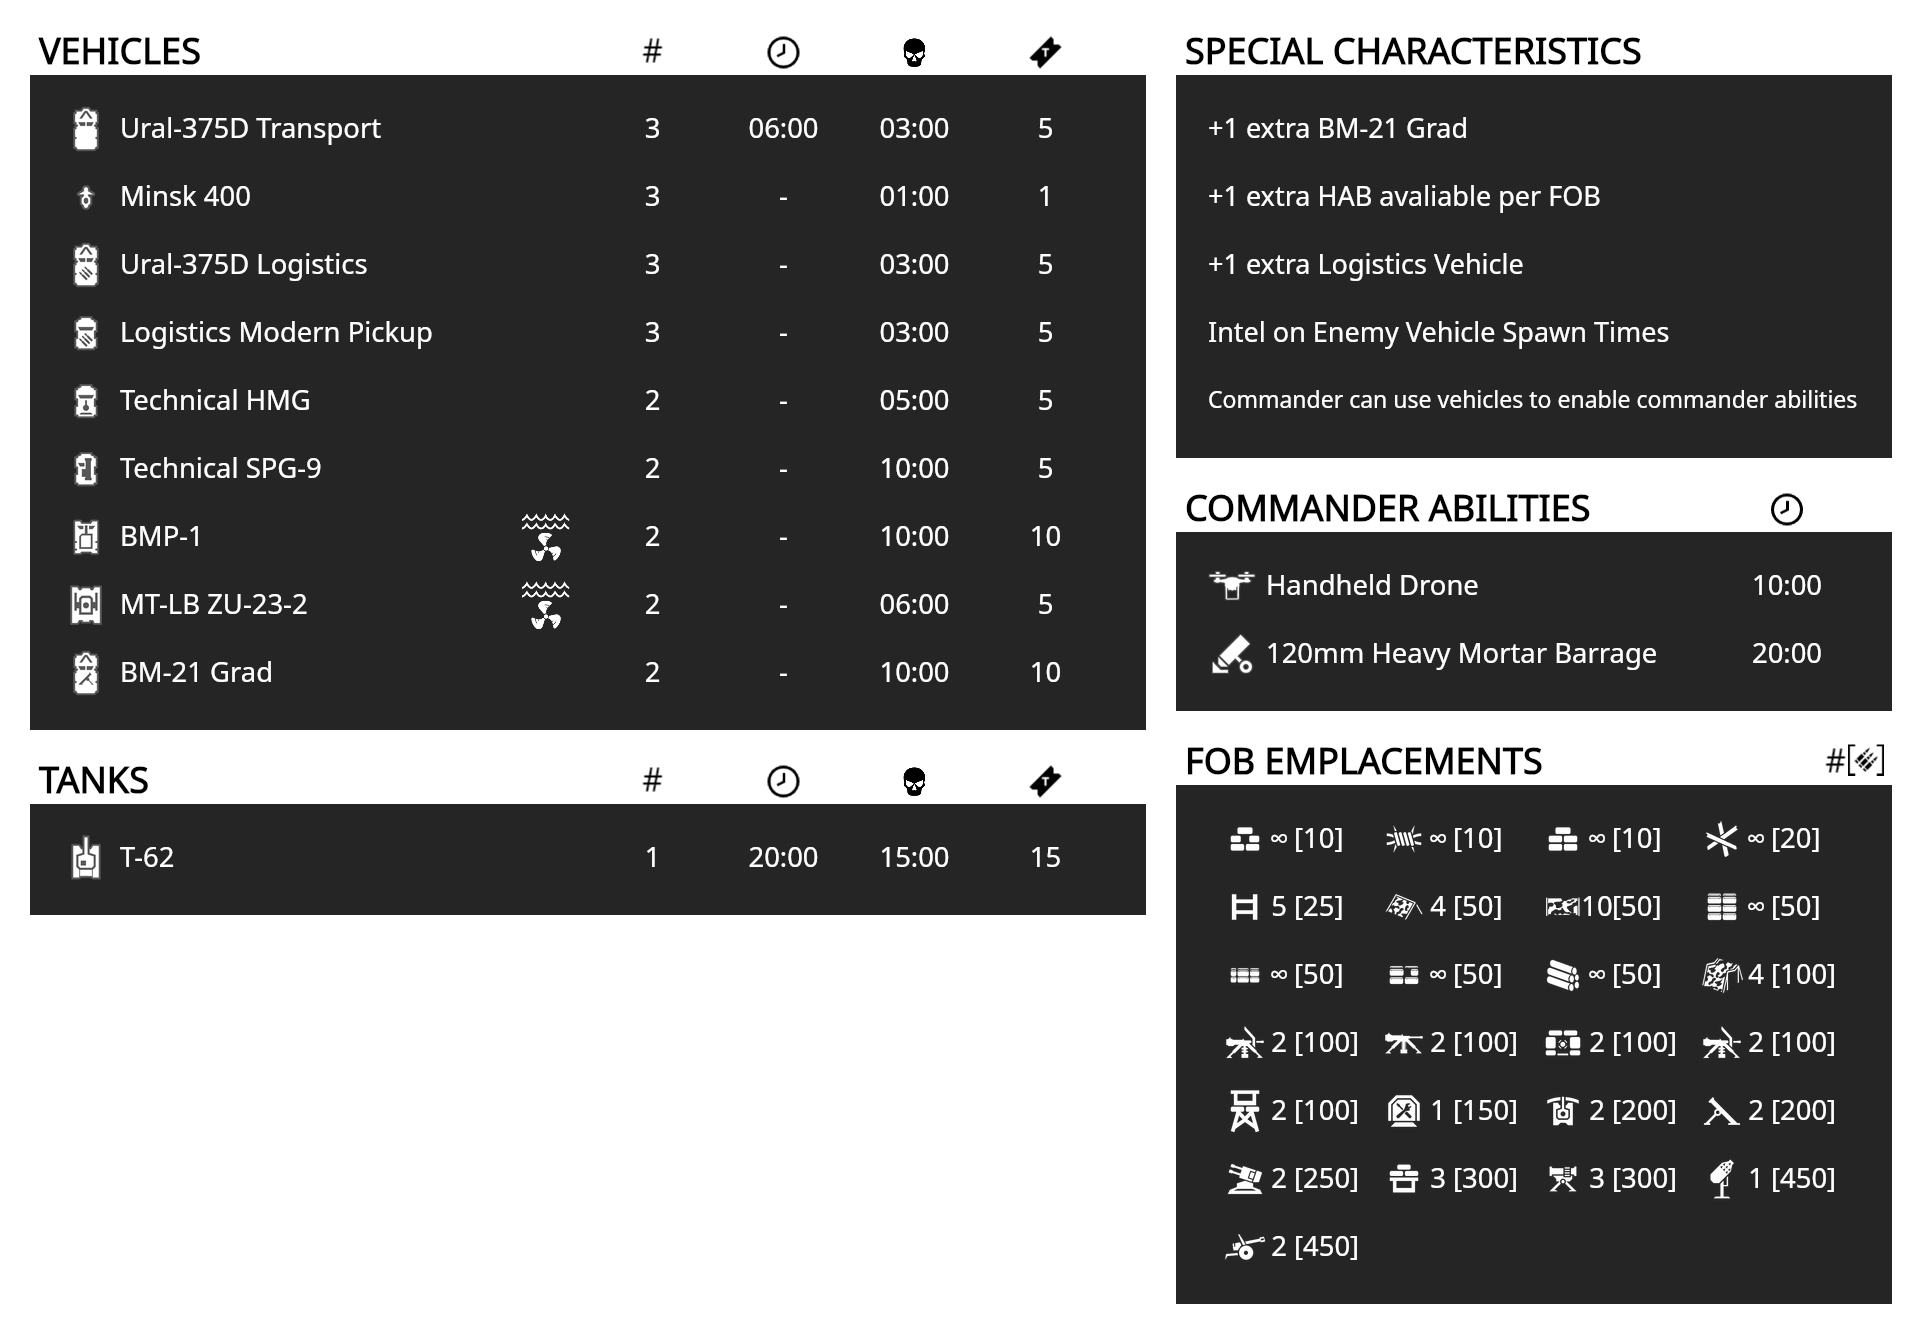 VEHICLES #
Ural-375D Transport 3 06:00 03:00 5
Minsk 400 3 - 01:00 1
Ural-375D Logistics 3 - 03:00 5
Logistics Modern Pickup 3 - 03:00 5
Technical HMG 2 - 05:00 5
Technical SPG-9 2 - 10:00 5
BMP-1 2 - 10:00 10
MT-LB ZU-23-2 2 - 06:00 5
BM-21 Grad 2 - 10:00 10
TANKS #
T-62 1 20:00 15:00 15
SPECIAL CHARACTERISTICS
+1 extra BM-21 Grad
+1 extra HAB avaliable per FOB
+1 extra Logistics Vehicle
Intel on Enemy Vehicle Spawn Times
Commander can use vehicles to enable commander abilities
COMMANDER ABILITIES
Handheld Drone 10:00
120mm Heavy Mortar Barrage 20:00
FOB EMPLACEMENTS #[ ]
∞ [10] ∞ [10] ∞ [10] ∞ [20]
5 [25] 4 [50] 10[50] ∞ [50]
∞ [50] ∞ [50] ∞ [50] 4 [100]
2 [100] 2 [100] 2 [100] 2 [100]
2 [100] 1 [150] 2 [200] 2 [200]
2 [250] 3 [300] 3 [300] 1 [450]
2 [450]